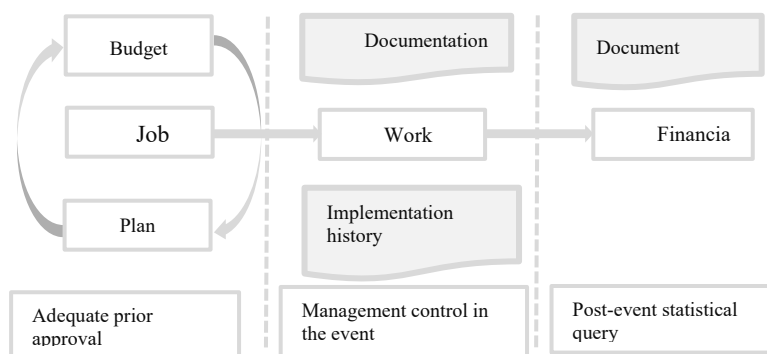 Budget
Documentation
Document
Job
Work
Financia
Plan
Implementation
history
Adequate prior
approval
Management control in
the event
Post-event statistical
query